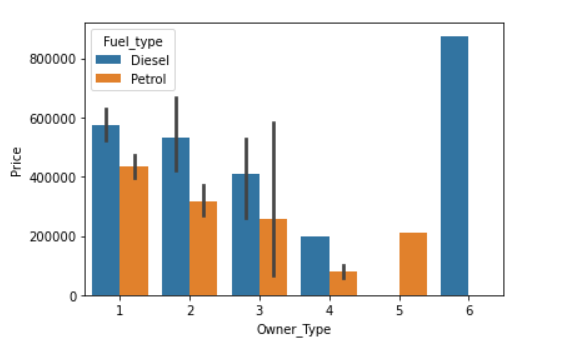 Fuel_type
Diesel
Petrol
800000
600000
400000
200000
0
Price
1 2 3 4 5 6
Owner_Type